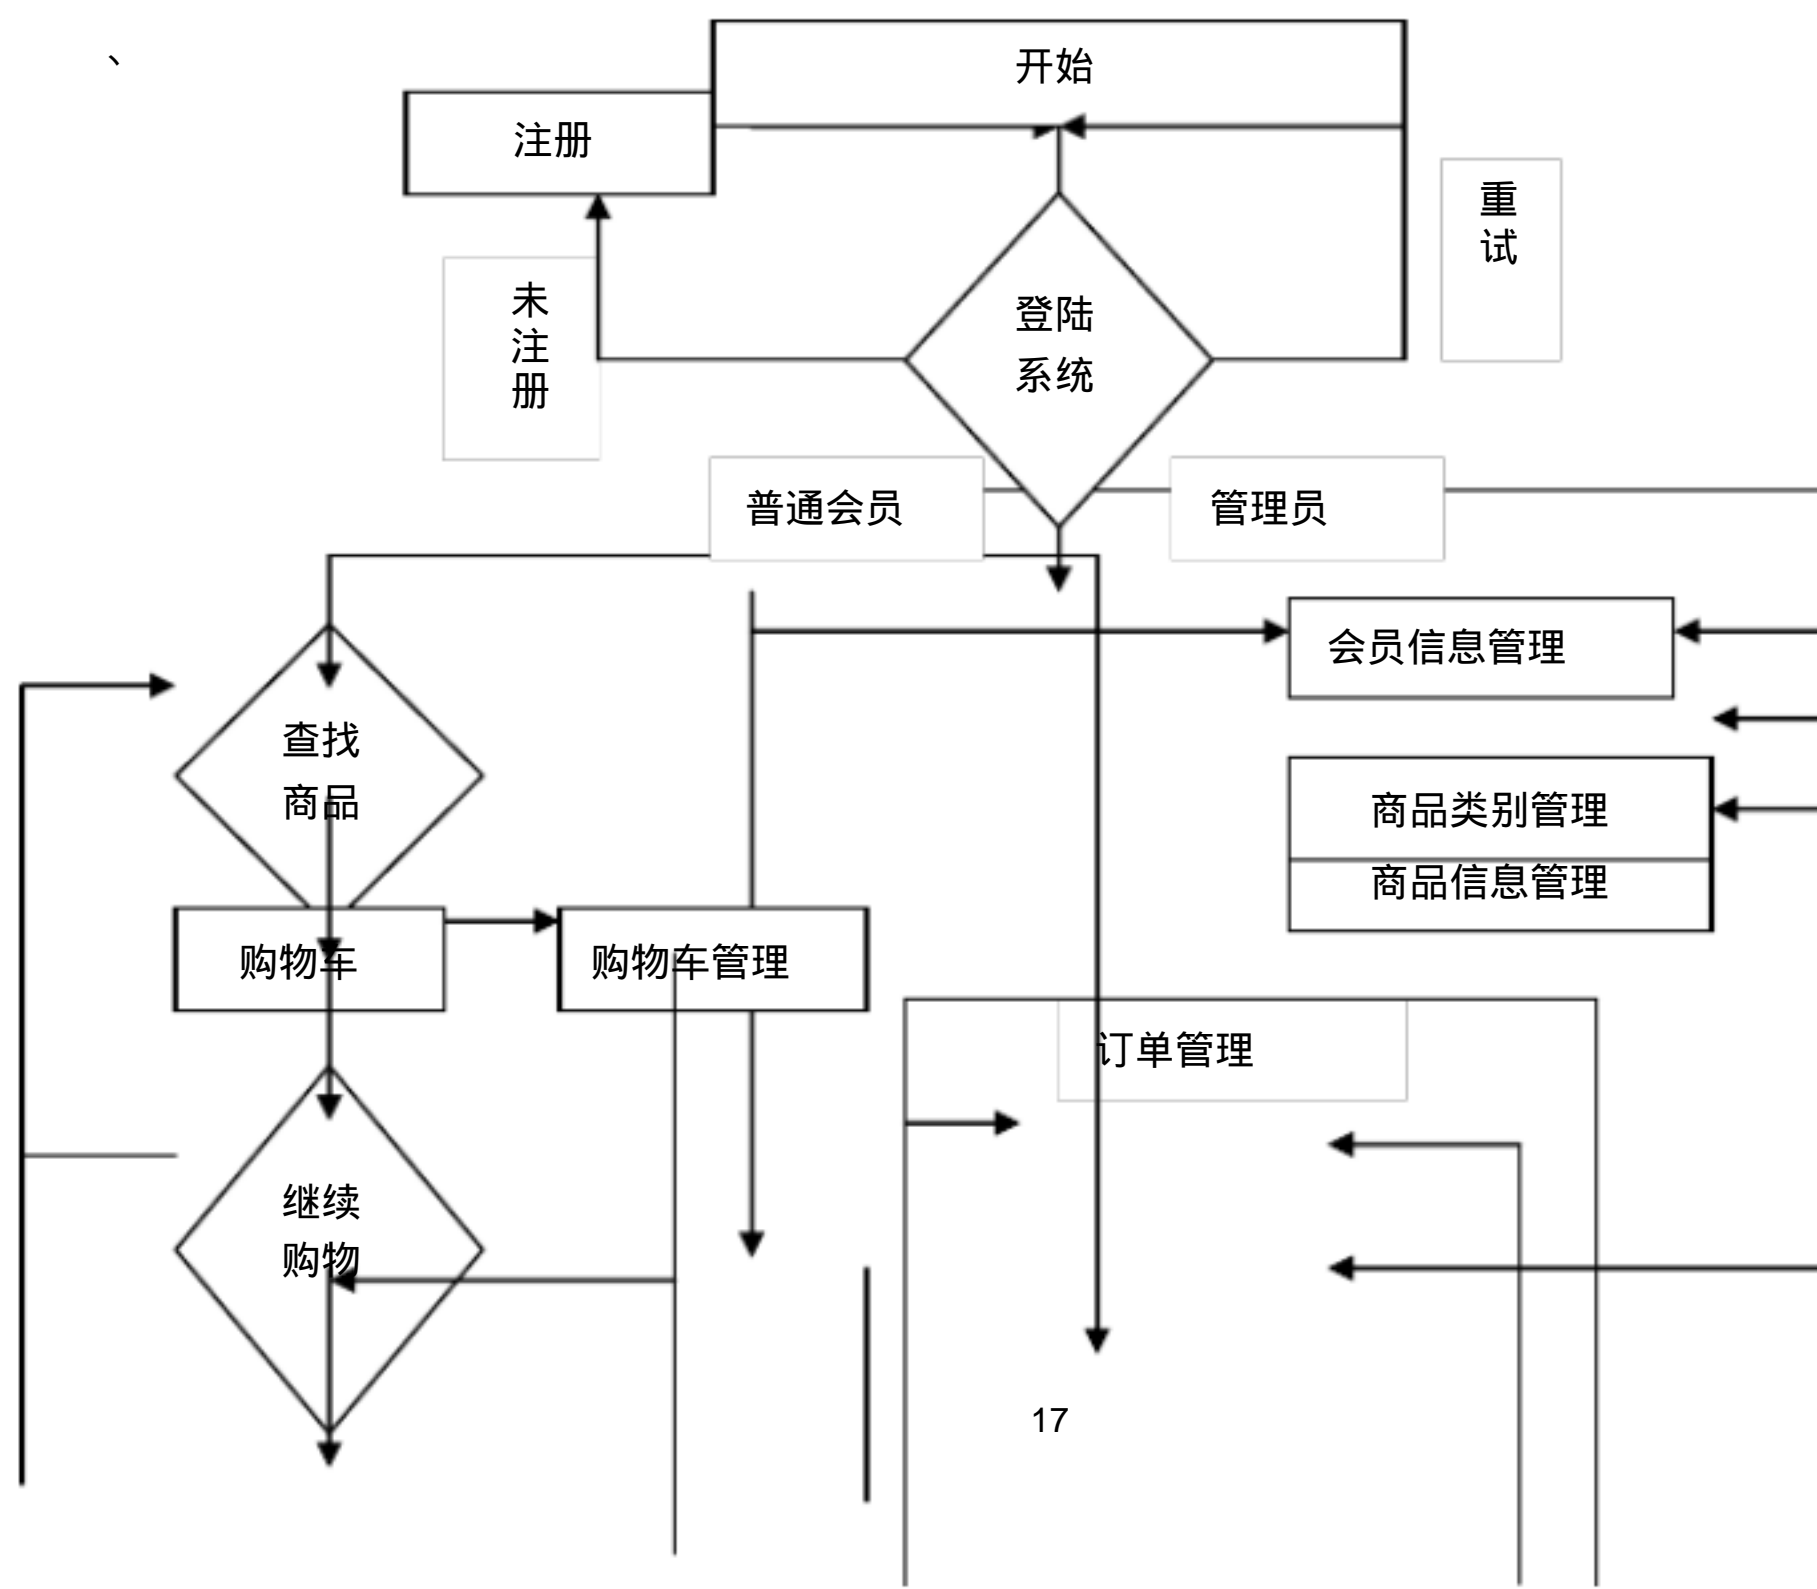 、
开始
注册
重
试
未
注
册
登陆
系统
普通会员
管理员
会员信息管理
查找
商品
商品类别管理
商品信息管理
购物车
购物车管理
订单管理
继续
购物
17